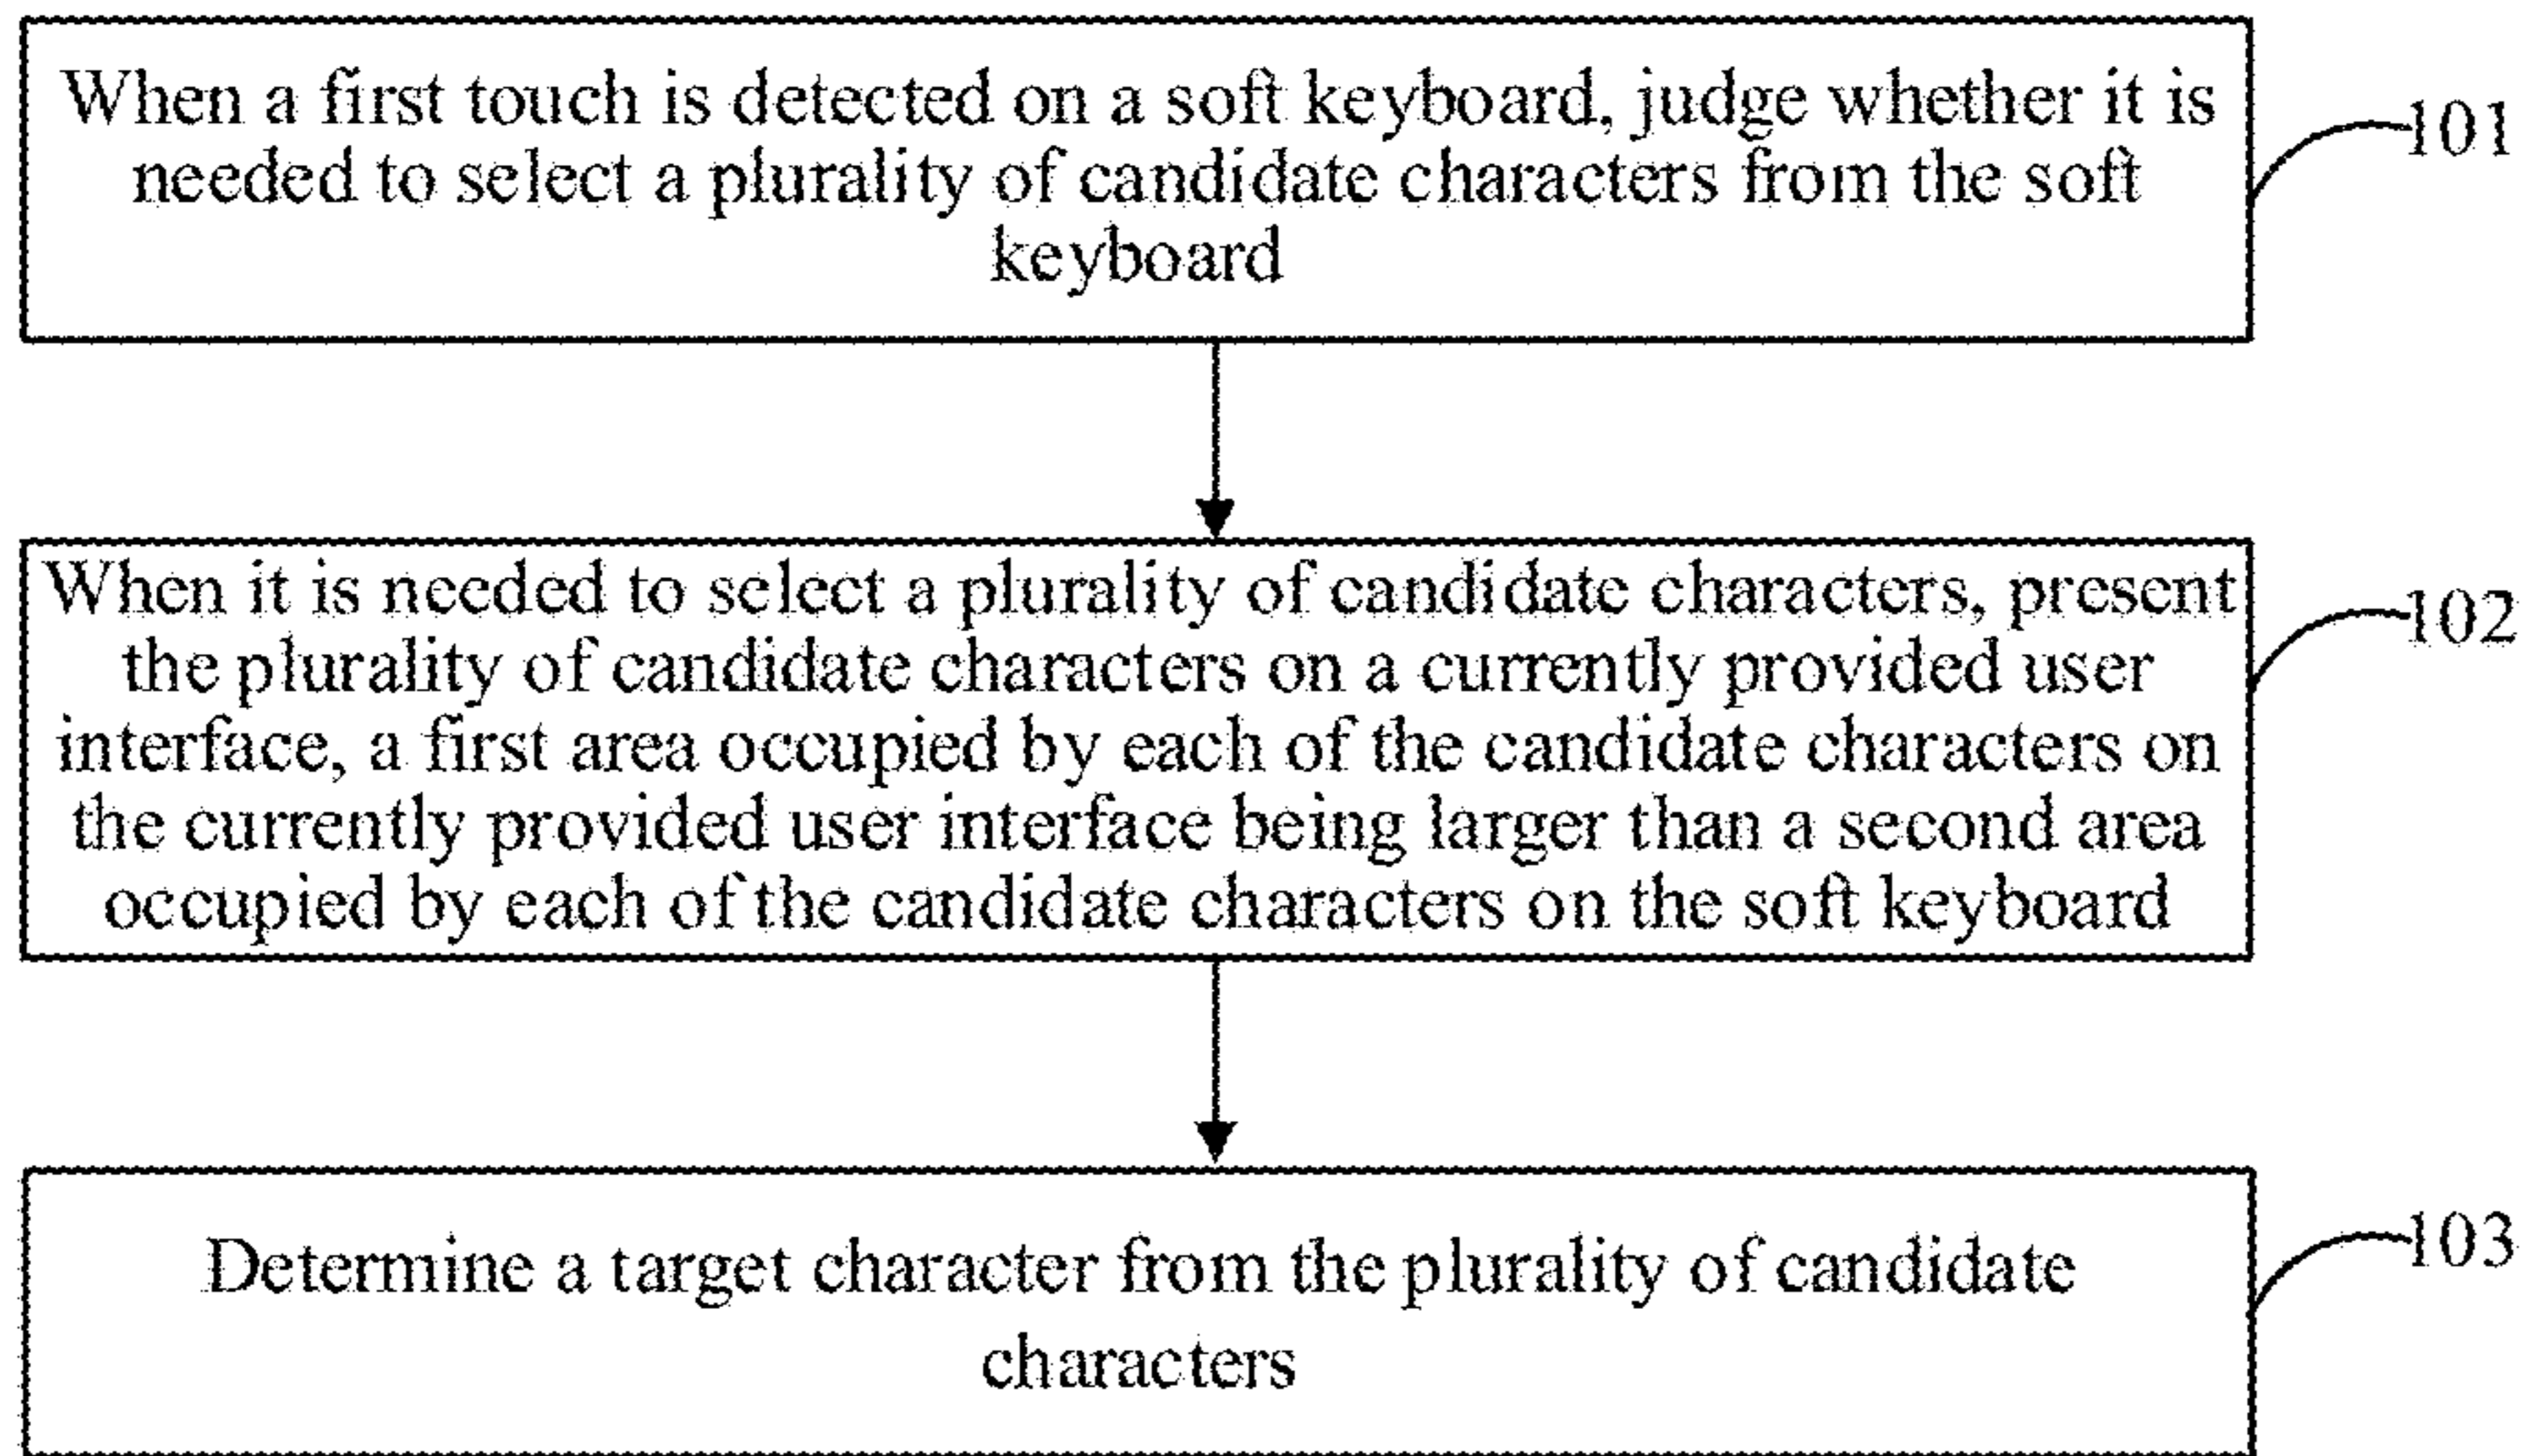 When a first touch is detected on a soft keyboard, judge whether it is
needed to select a plurality of candidate characters from the soft
keyboard
101
When it is needed to select a plurality of candidate characters, present
the plurality of candidate characters on a currently provided user
interface, a first area occupied by each of the candidate characters on
the currently provided user interface being larger than a second area
occupied by each of the candidate characters on the soft keyboard
102
Determine a target character from the plurality of candidate
characters
103